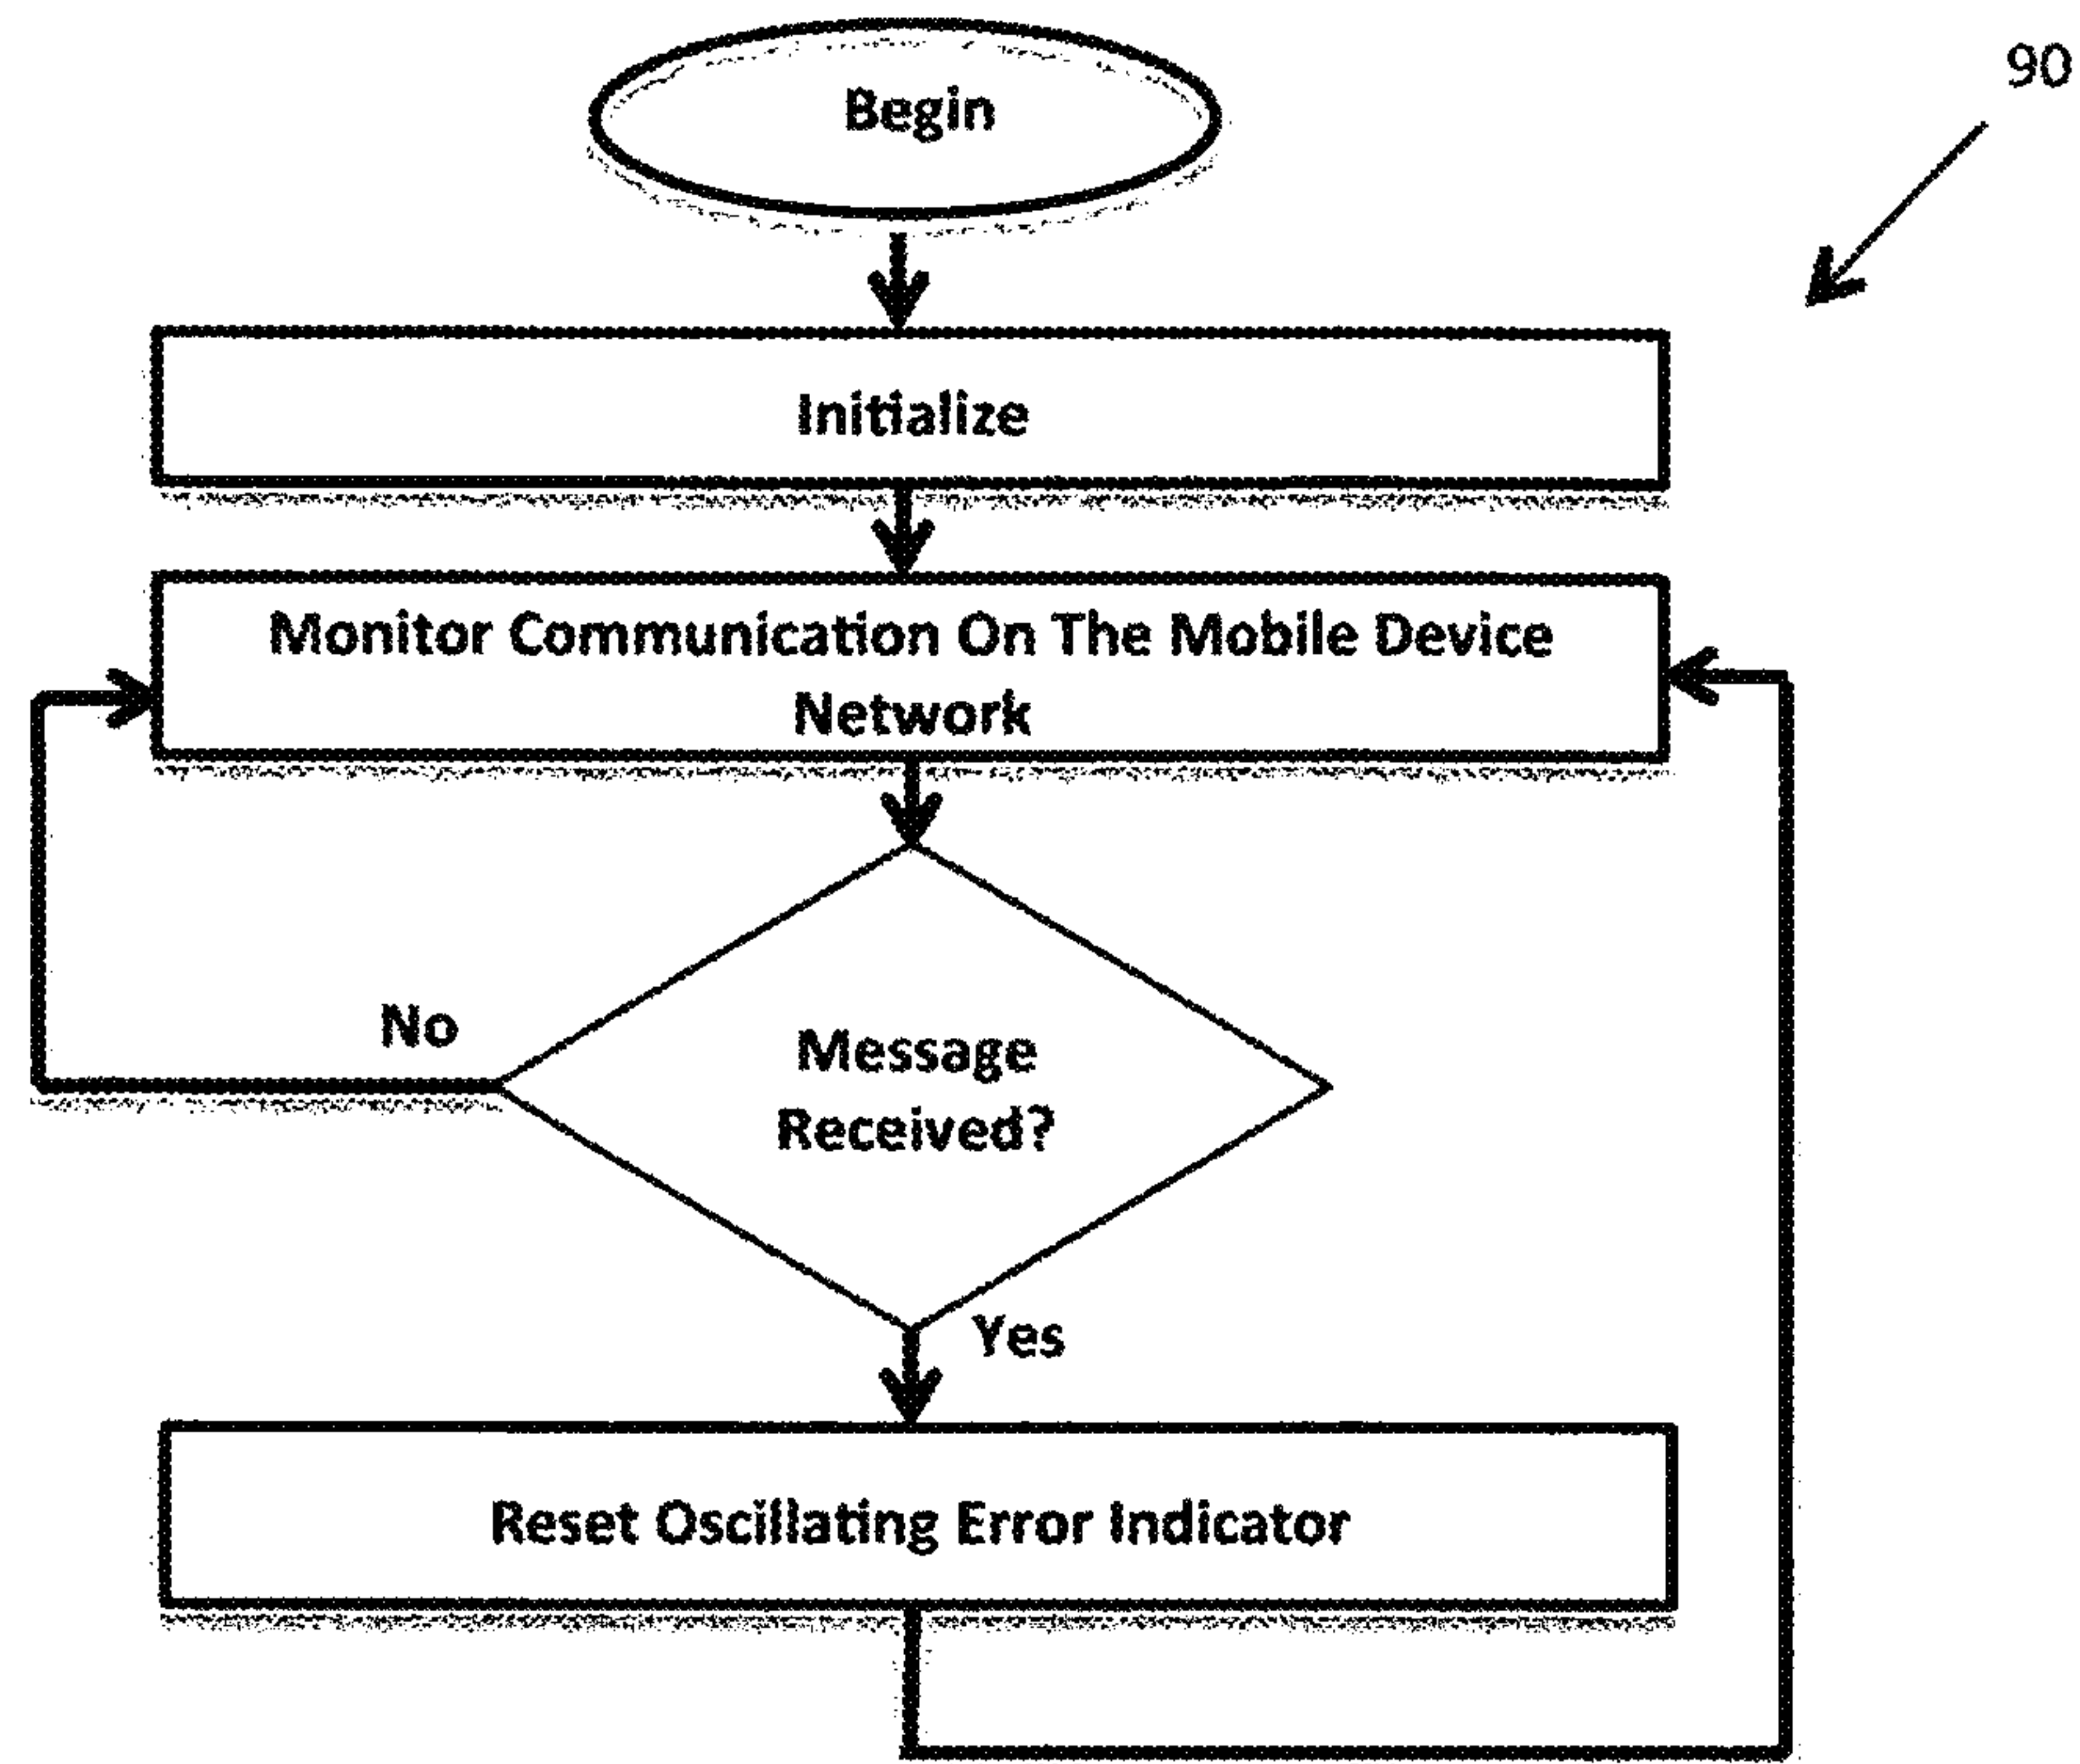 Begin
90
Initialize
Monitor Communication On The Mobile Device
Network
No
Message
Received?
Yes
Reset Oscillating Error Indicator